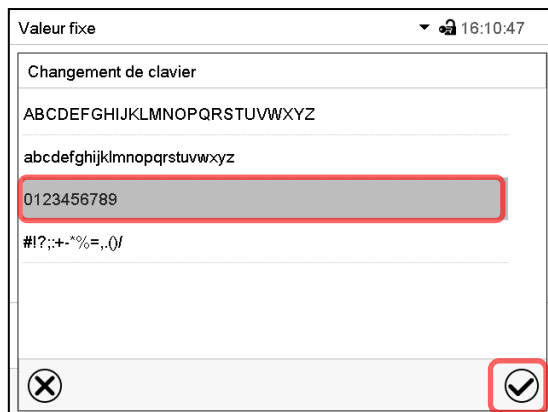 Valeur fixe 16:10:47
Changement de clavier
ABCDEFGHIJKLMNOPQRSTUVWXYZ
abcdefghijklmnopqrstuvwxyz
0123456789
#!?;:+-*%=,.()/